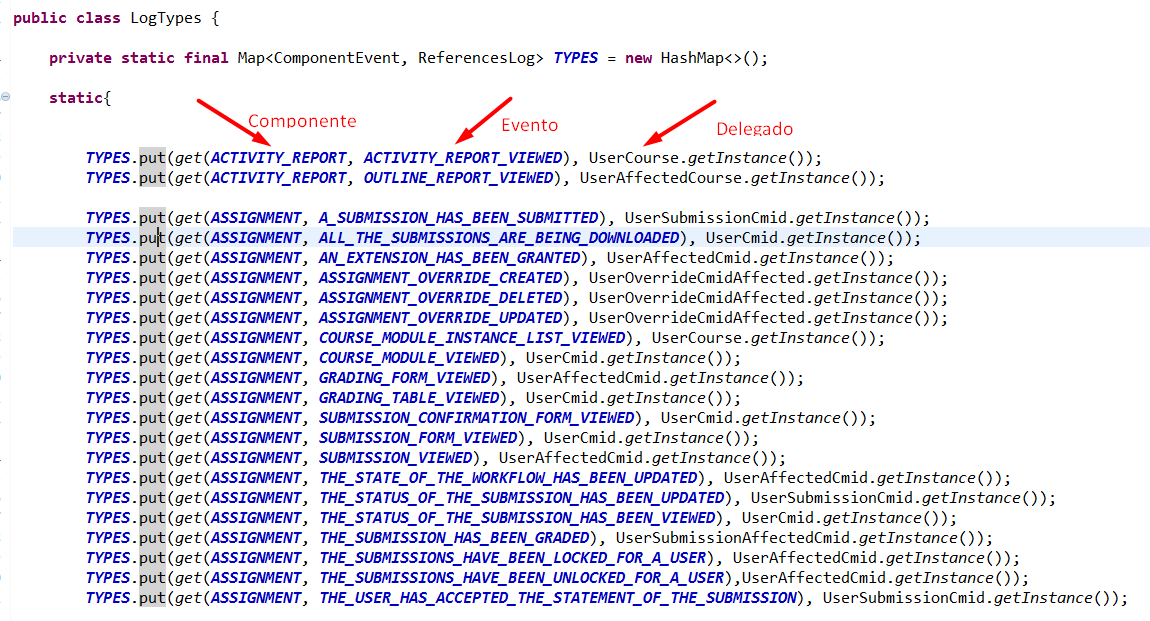 public class LogTypes {
private static final Map<ComponentEvent, ReferencesLog> TYPES = new HashMap<>();
static{
Componente
Evento
Delegado
TYPES.put(get(ACTIVITY_REPORT, ACTIVITY_REPORT_VIEWED), UserCourse.getInstance());
TYPES.put(get(ACTIVITY_REPORT, OUTLINE_REPORT_VIEWED), UserAffectedCourse.getInstance());
TYPES.put(get(ASSIGNMENT, A_SUBMISSION_HAS_BEEN_SUBMITTED), UserSubmissionCmid.getInstance());
TYPES.put(get(ASSIGNMENT, ALL_THE_SUBMISSIONS_ARE_BEING_DOWNLOADED), UserCmid.getInstance());
TYPES.put(get(ASSIGNMENT, AN_EXTENSION_HAS_BEEN_GRANTED), UserAffectedCmid.getInstance());
TYPES.put(get(ASSIGNMENT, ASSIGNMENT_OVERRIDE_CREATED), UserOverrideCmidAffected.getInstance());
TYPES.put(get(ASSIGNMENT, ASSIGNMENT_OVERRIDE_DELETED), UserOverrideCmidAffected.getInstance());
TYPES.put(get(ASSIGNMENT, ASSIGNMENT_OVERRIDE_UPDATED), UserOverrideCmidAffected.getInstance());
TYPES.put(get(ASSIGNMENT, COURSE_MODULE_INSTANCE_LIST_VIEWED), UserCourse.getInstance());
TYPES.put(get(ASSIGNMENT, COURSE_MODULE_VIEWED), UserCmid.getInstance());
TYPES.put(get(ASSIGNMENT, GRADING_FORM_VIEWED), UserAffectedCmid.getInstance());
TYPES.put(get(ASSIGNMENT, GRADING_TABLE_VIEWED), UserCmid.getInstance());
TYPES.put(get(ASSIGNMENT, SUBMISSION_CONFIRMATION_FORM_VIEWED), UserCmid.getInstance());
TYPES.put(get(ASSIGNMENT, SUBMISSION_FORM_VIEWED), UserCmid.getInstance());
TYPES.put(get(ASSIGNMENT, SUBMISSION_VIEWED), UserAffectedCmid.getInstance());
TYPES.put(get(ASSIGNMENT, THE_STATE_OF_THE_WORKFLOW_HAS_BEEN_UPDATED), UserAffectedCmid.getInstance());
TYPES.put(get(ASSIGNMENT, THE_STATUS_OF_THE_SUBMISSION_HAS_BEEN_UPDATED), UserSubmissionCmid.getInstance());
TYPES.put(get(ASSIGNMENT, THE_STATUS_OF_THE_SUBMISSION_HAS_BEEN_VIEWED), UserCmid.getInstance());
TYPES.put(get(ASSIGNMENT, THE_SUBMISSION_HAS_BEEN_GRADED), UserSubmissionAffectedCmid.getInstance());
TYPES.put(get(ASSIGNMENT, THE_SUBMISSIONS_HAVE_BEEN_LOCKED_FOR_A_USER), UserAffectedCmid.getInstance());
TYPES.put(get(ASSIGNMENT, THE_SUBMISSIONS_HAVE_BEEN_UNLOCKED_FOR_A_USER),UserAffectedCmid.getInstance());
TYPES.put(get(ASSIGNMENT, THE_USER_HAS_ACCEPTED_THE_STATEMENT_OF_THE_SUBMISSION), UserSubmissionCmid.getInstance());